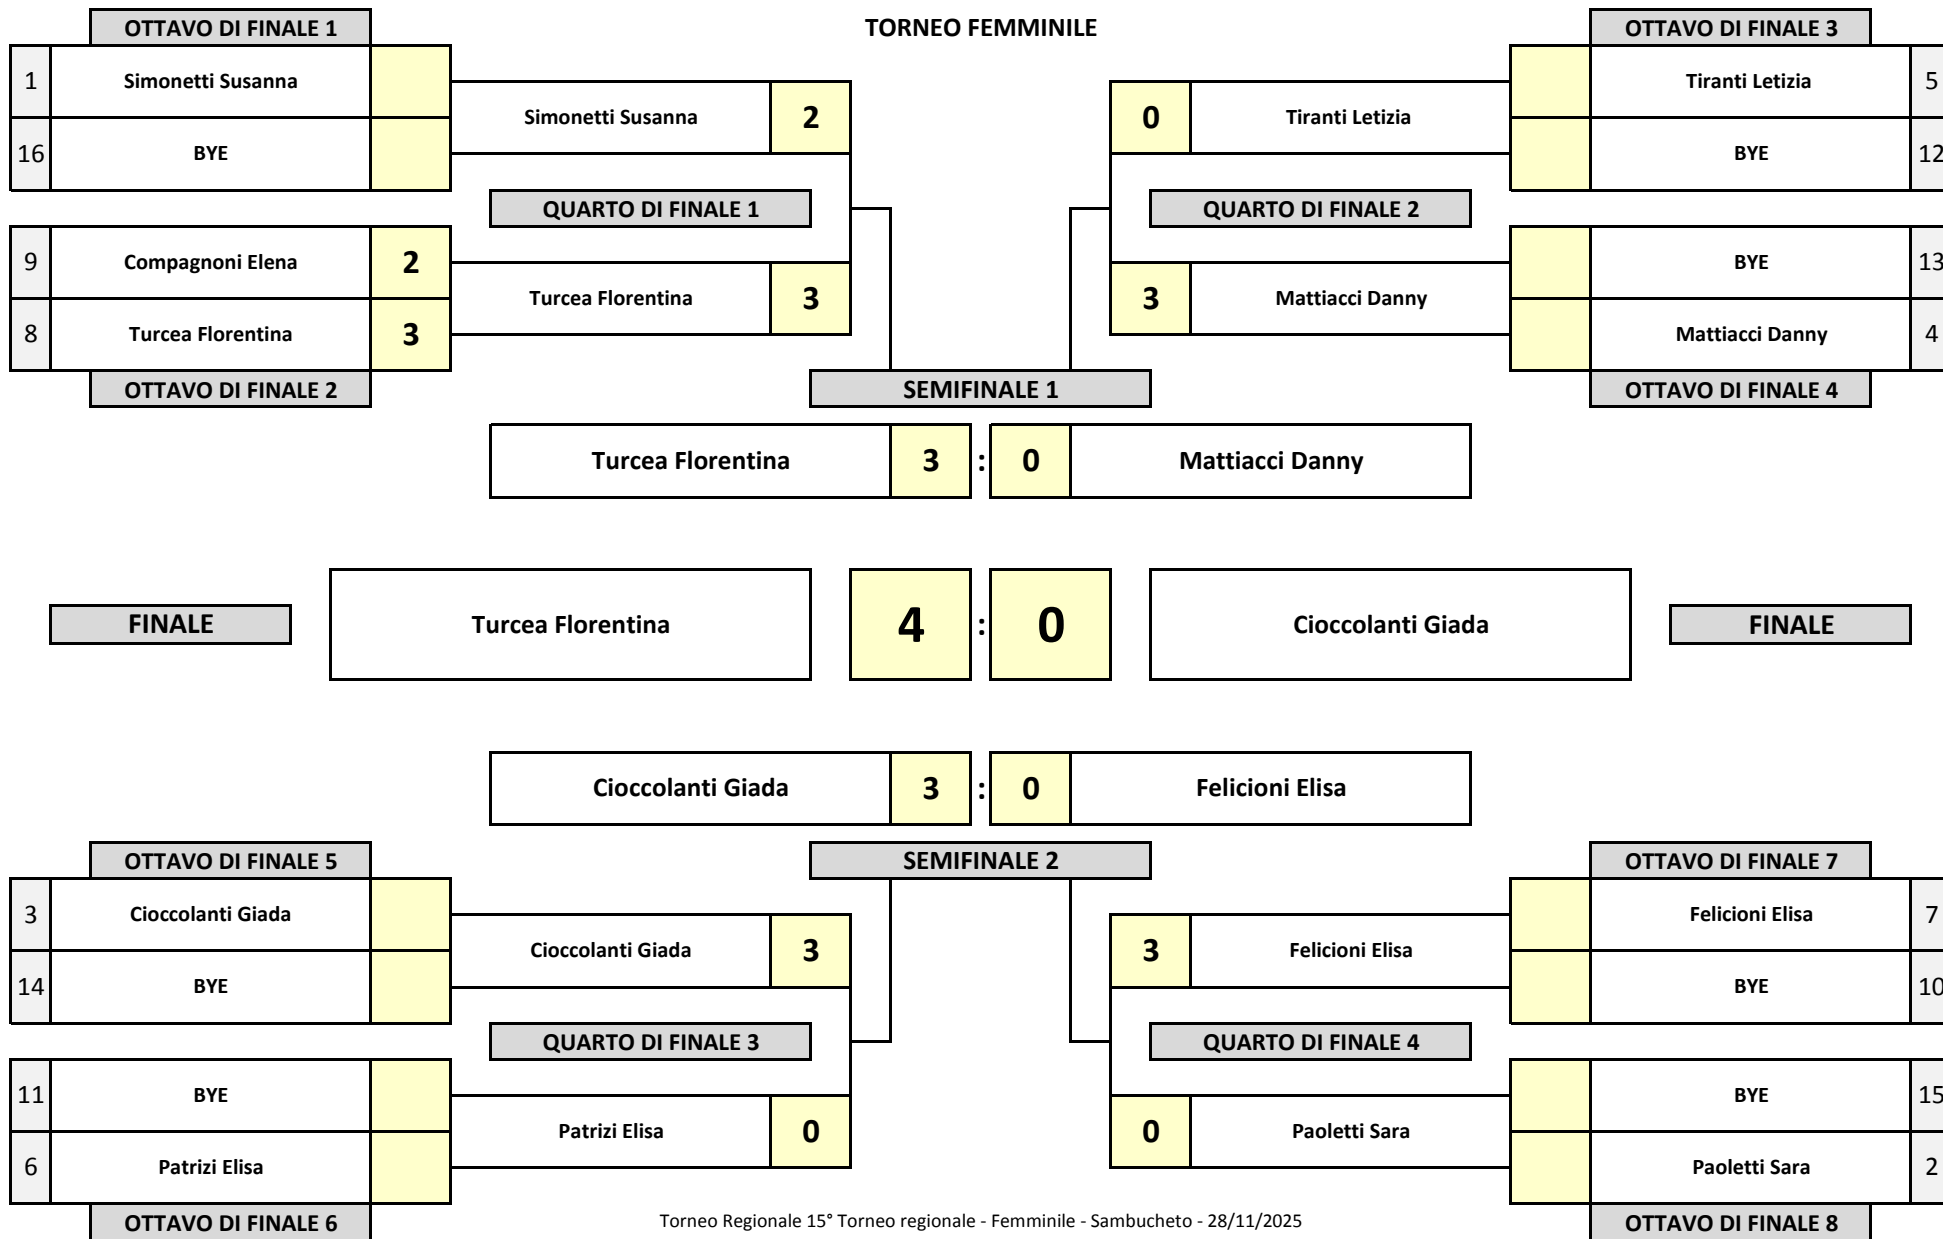 TORNEO FEMMINILE
OTTAVO DI FINALE 1
1 Simonetti Susanna
16 BYE
Simonetti Susanna 2
QUARTO DI FINALE 1
9 Compagnoni Elena 2
8 Turcea Florentina 3
Turcea Florentina 3
OTTAVO DI FINALE 2
OTTAVO DI FINALE 3
Tiranti Letizia 5
BYE 12
0 Tiranti Letizia
QUARTO DI FINALE 2
BYE 13
Mattiacci Danny 4
3 Mattiacci Danny
OTTAVO DI FINALE 4
SEMIFINALE 1
Turcea Florentina 3 : 0 Mattiacci Danny
FINALE Turcea Florentina 4 : 0 Cioccolanti Giada FINALE
Cioccolanti Giada 3 : 0 Felicioni Elisa
SEMIFINALE 2
OTTAVO DI FINALE 5
3 Cioccolanti Giada
14 BYE
Cioccolanti Giada 3
QUARTO DI FINALE 3
11 BYE
6 Patrizi Elisa
Patrizi Elisa 0
OTTAVO DI FINALE 6
OTTAVO DI FINALE 7
Felicioni Elisa 7
BYE 10
3 Felicioni Elisa
QUARTO DI FINALE 4
BYE 15
Paoletti Sara 2
0 Paoletti Sara
OTTAVO DI FINALE 8
Torneo Regionale 15° Torneo regionale - Femminile - Sambucheto - 28/11/2025